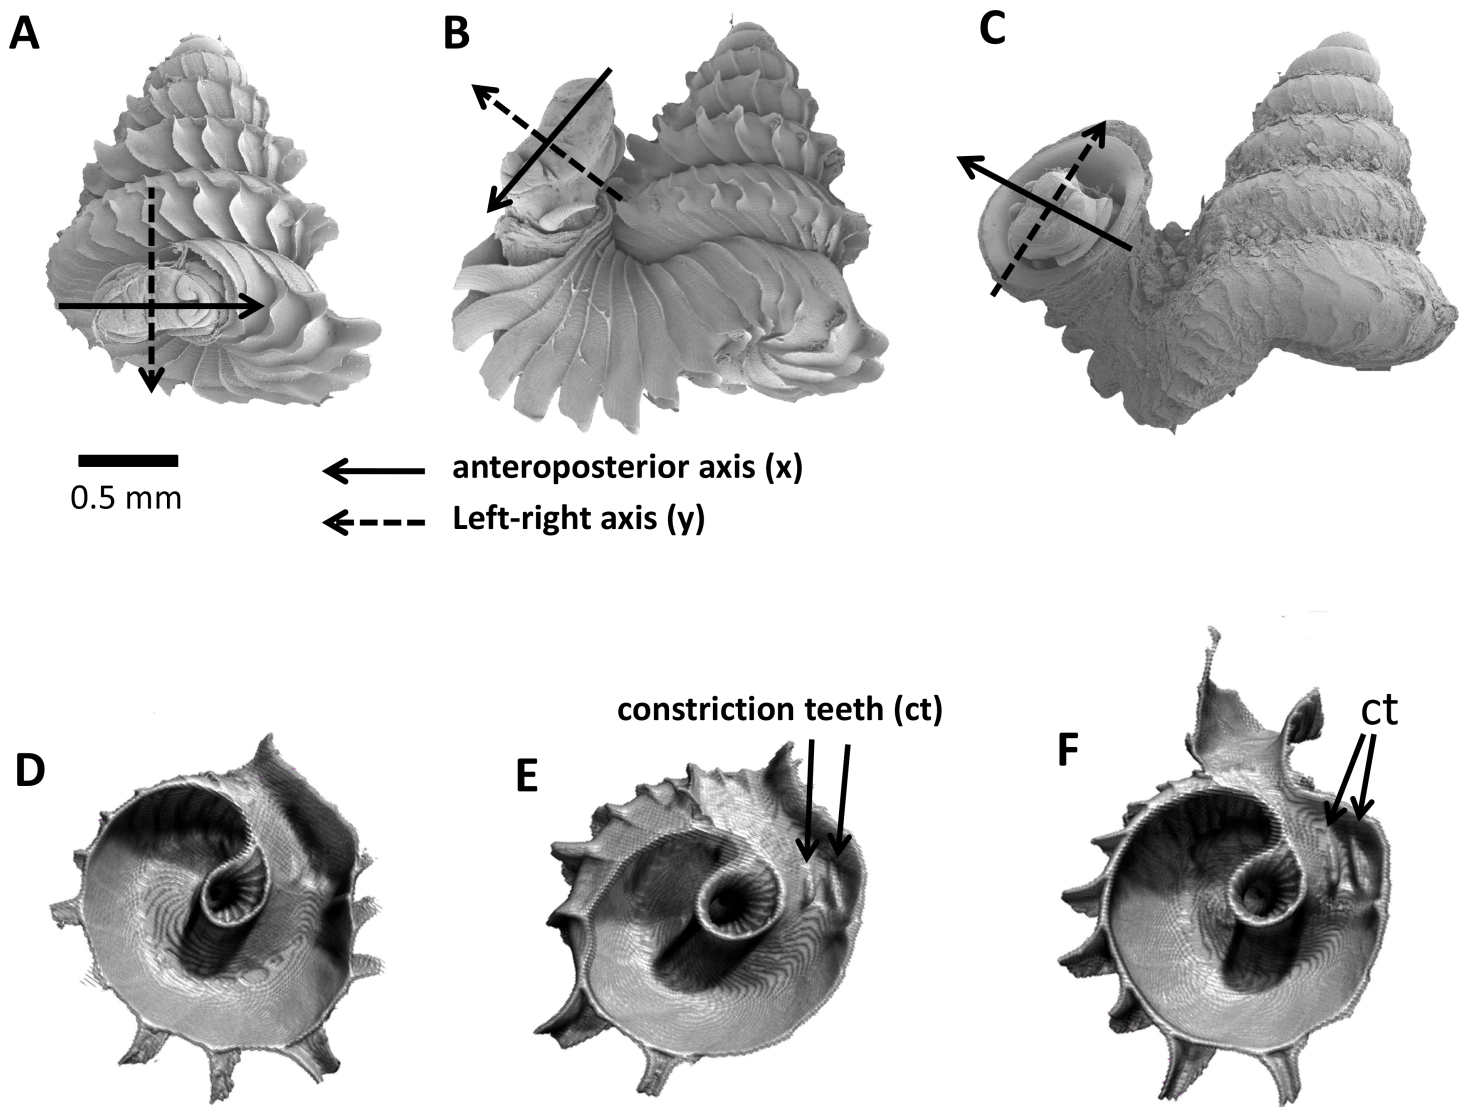 A
B
C
0.5 mm
anteroposterior axis (x)
Left-right axis (y)
constriction teeth (ct)
ct
D
E
F